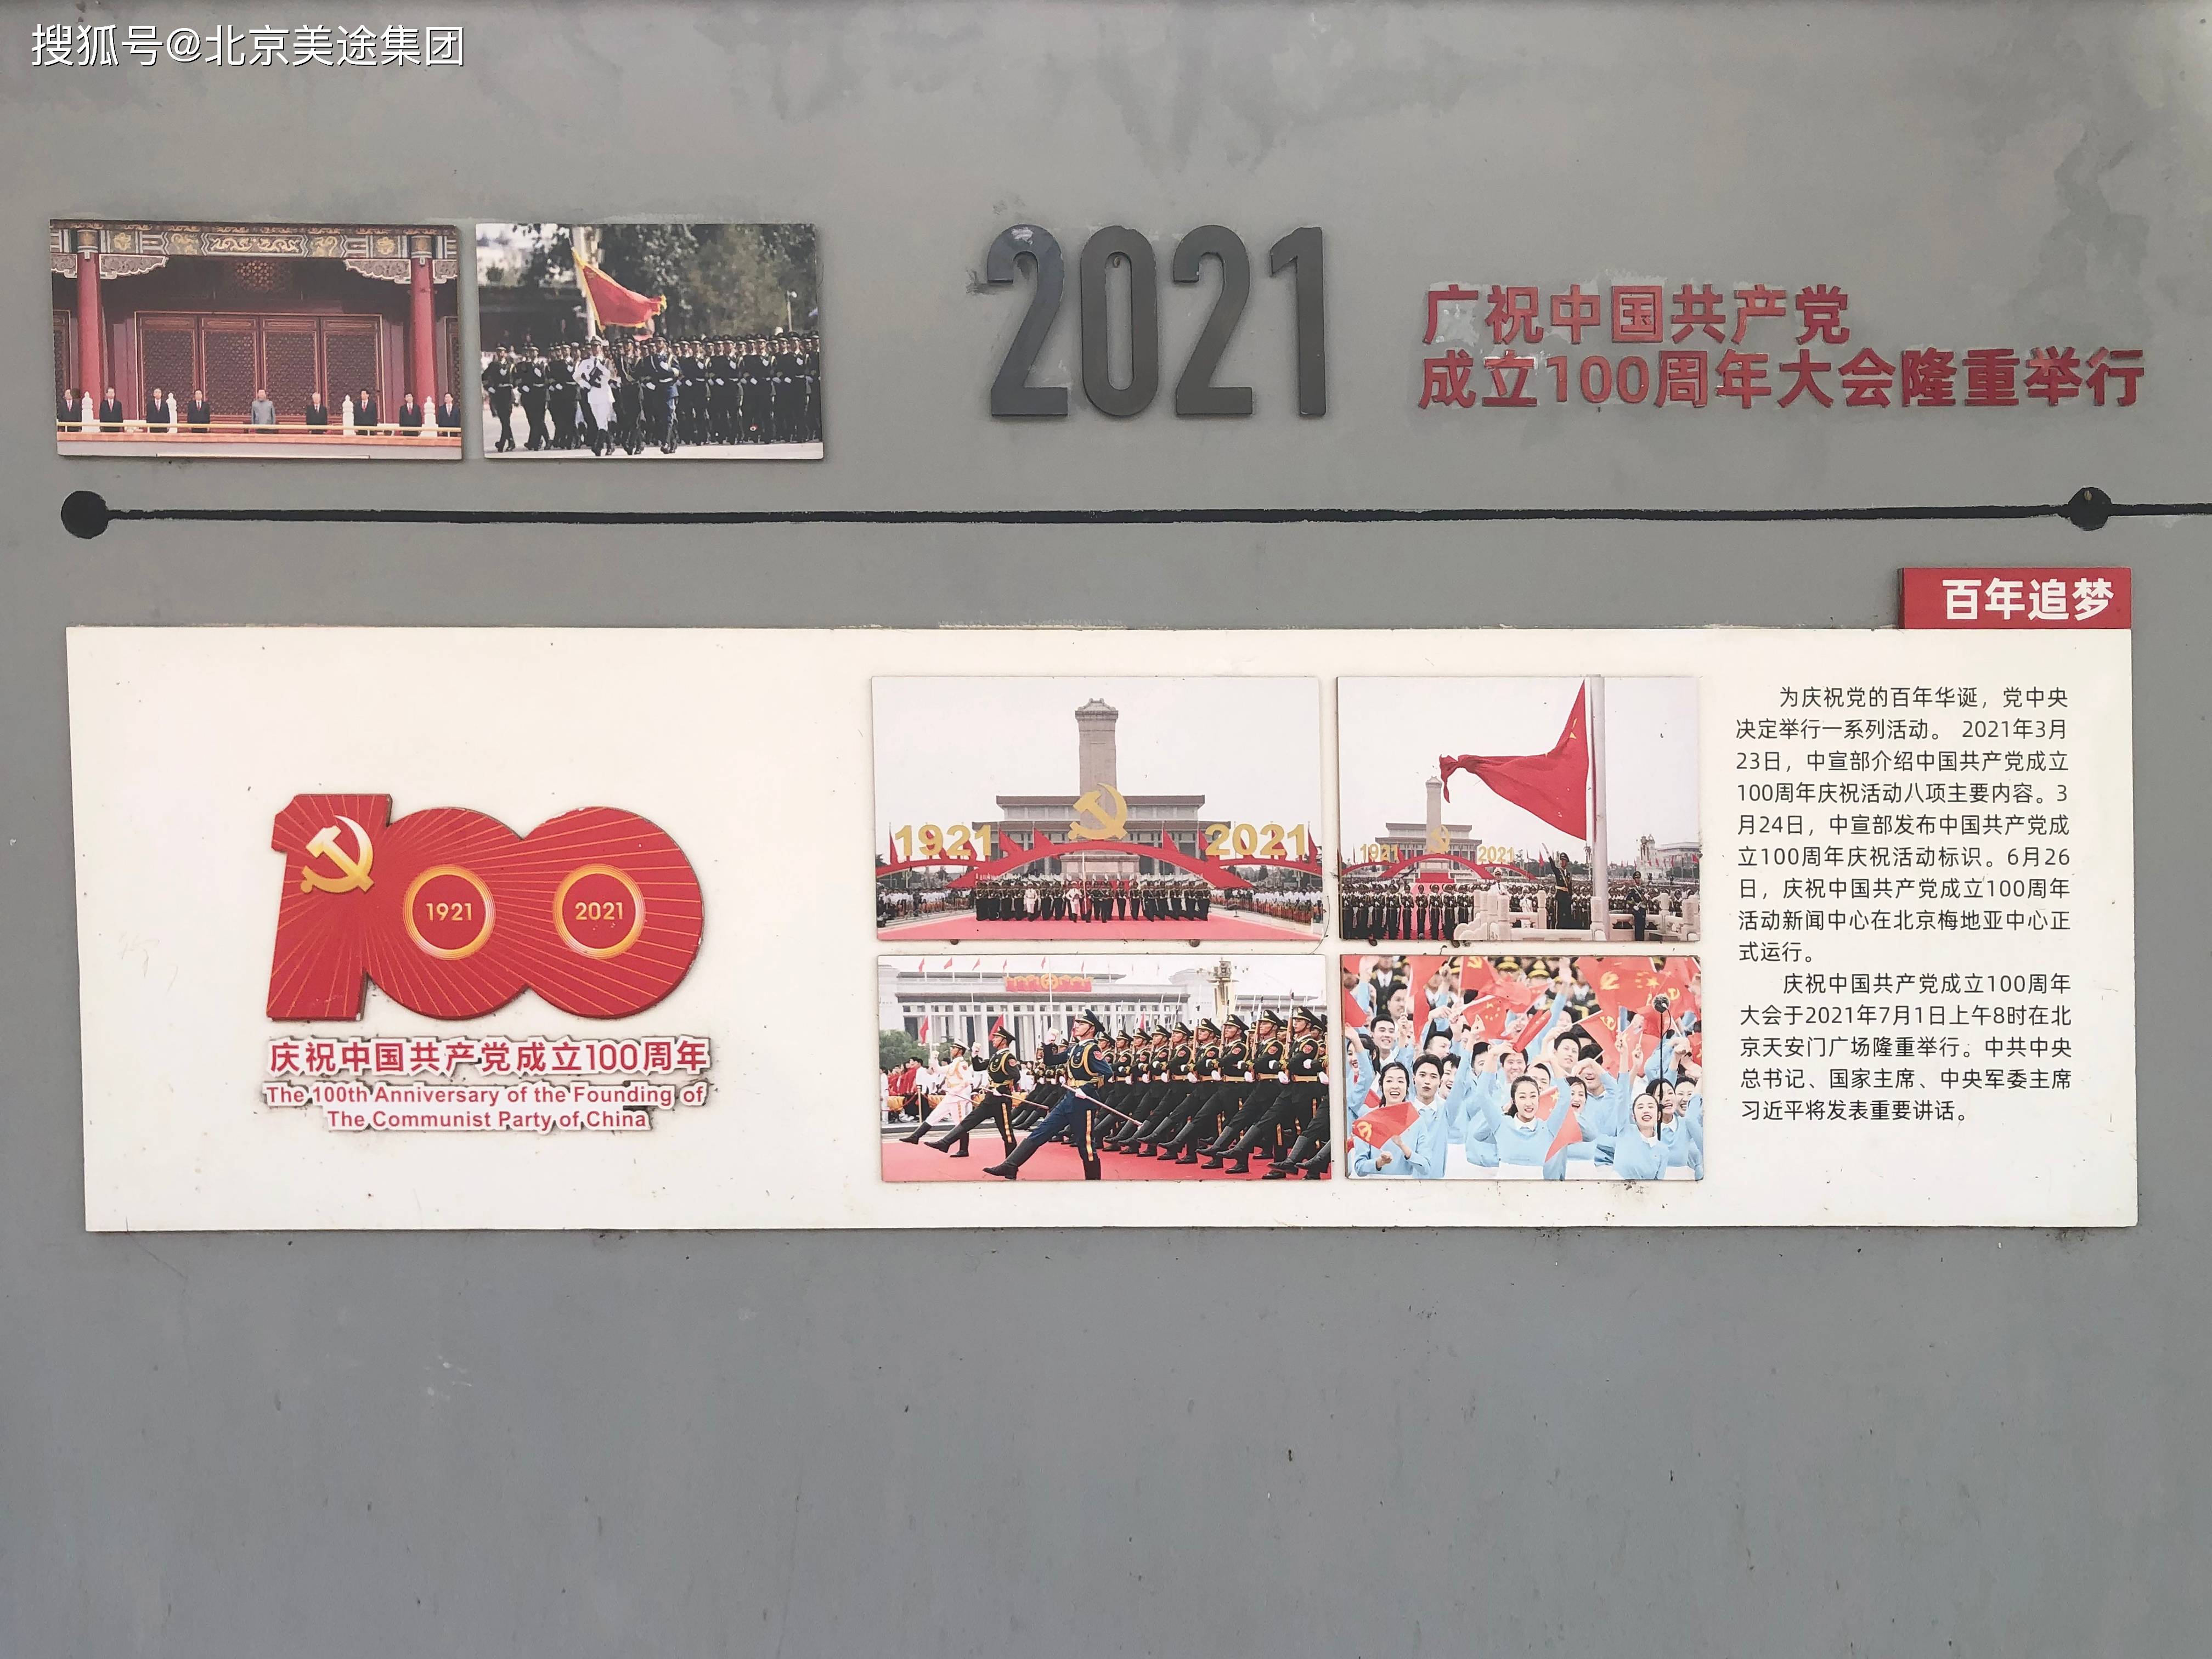 搜狐号@北京美途集团
2021
广祝中国共产党
成立100周年大会隆重举行
百年追梦
1921
2021
庆祝中国共产党成立100周年
The 100th Anniversary of the Founding of
The Communist Party of China
1921
2021
1921
2021
为庆祝党的百年华诞，党中央
决定举行一系列活动。 2021年3月
23日，中宣部介绍中国共产党成立
100周年庆祝活动八项主要内容。3
月24日，中宣部发布中国共产党成
立100周年庆祝活动标识。6月26
日，庆祝中国共产党成立100周年
活动新闻中心在北京梅地亚中心正
式运行。
庆祝中国共产党成立100周年
大会于2021年7月1日上午8时在北
京天安门广场隆重举行。中共中央
总书记、国家主席、中央军委主席
习近平将发表重要讲话。